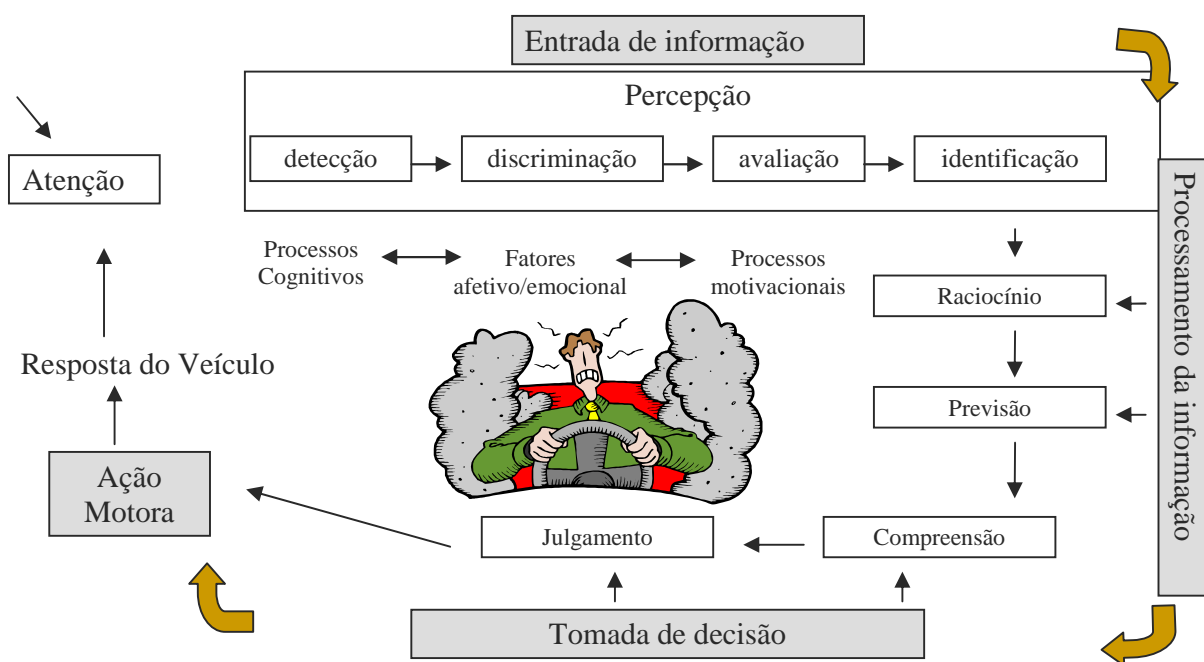 Entrada de informação
Percepção
detecção
discriminação
avaliação
identificação
Atenção
Processos
Cognitivos
Fatores
afetivo/emocional
Processos
motivacionais
Raciocínio
Processamento da informação
Resposta do Veículo
Previsão
Ação
Motora
Julgamento
Compreensão
Tomada de decisão